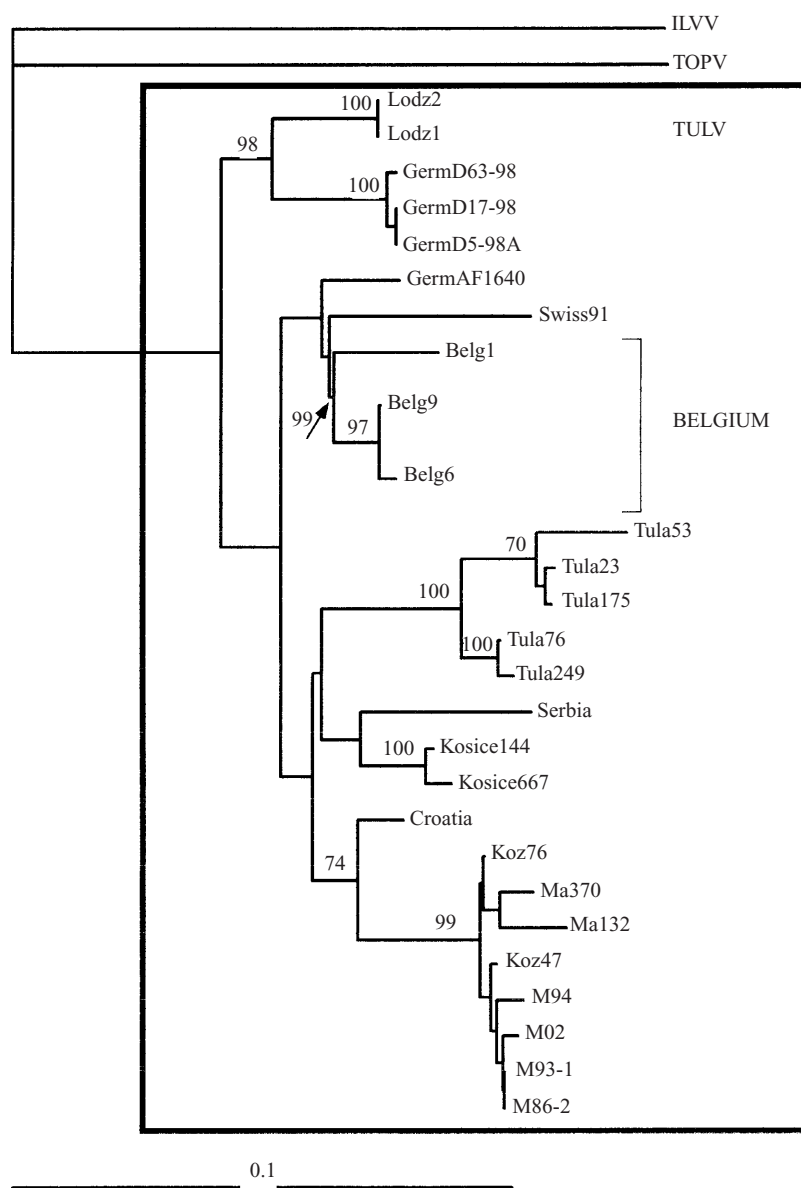 ILVV
TOPV
100 Lodz2
Lodz1 TULV
98
GermD63-98
100
GermD17-98
GermD5-98A
GermAF1640
Swiss91
Belg1
Belg9
99 97 BELGIUM
Belg6
Tula53
70
Tula23
100
Tula175
100 Tula76
Tula249
Serbia
100 Kosice144
Kosice667
Croatia
Koz76
74
Ma370
99 Ma132
Koz47
M94
M02
M93-1
M86-2
0.1